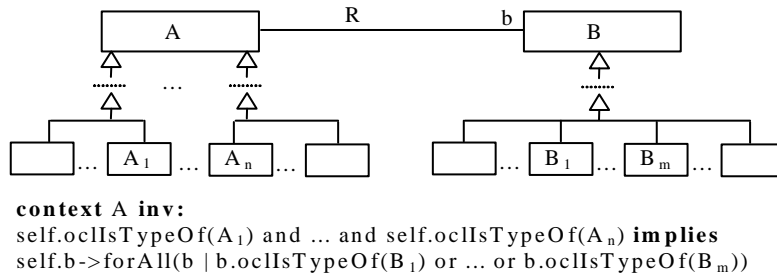 A R b B
...
... A₁ ... Aₙ ... ... B₁ ... Bₘ ...
context A inv:
self.oclIsTypeOf(A₁) and ... and self.oclIsTypeOf(Aₙ) implies
self.b->forAll(b | b.oclIsTypeOf(B₁) or ... or b.oclIsTypeOf(Bₘ))